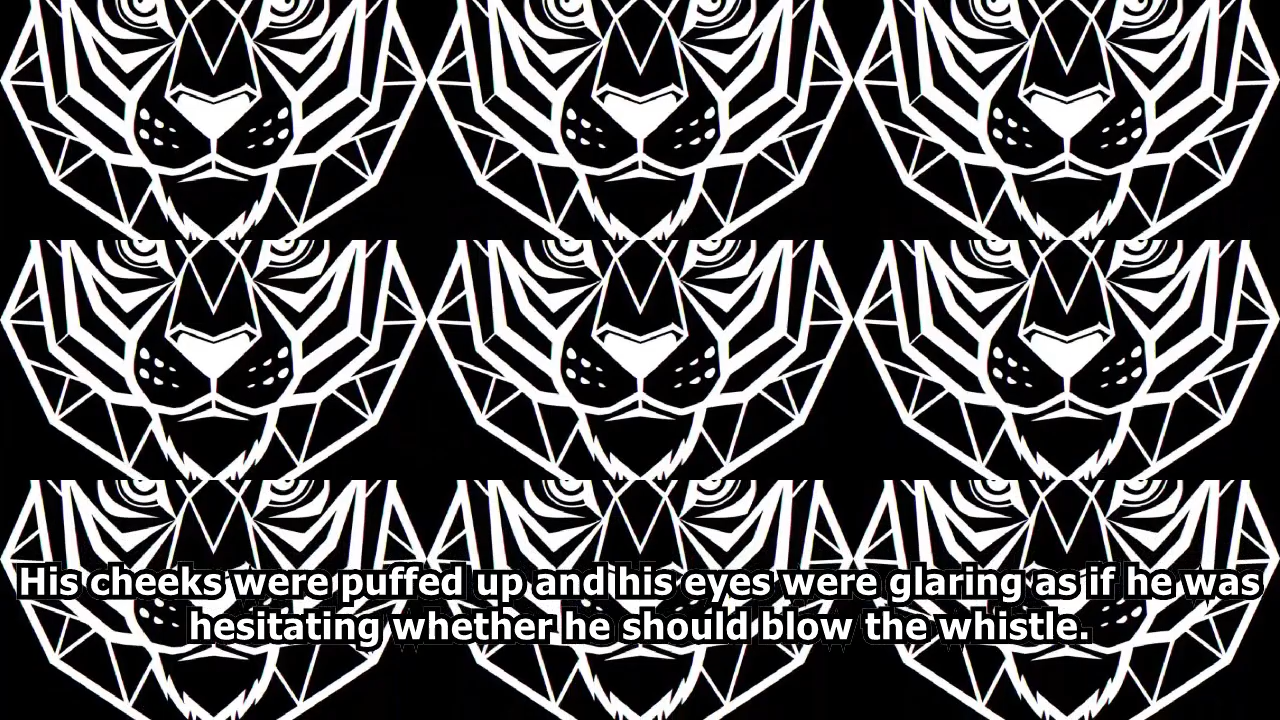 His cheeks were puffed up and his eyes were glaring as if he was
hesitating whether he should blow the whistle.